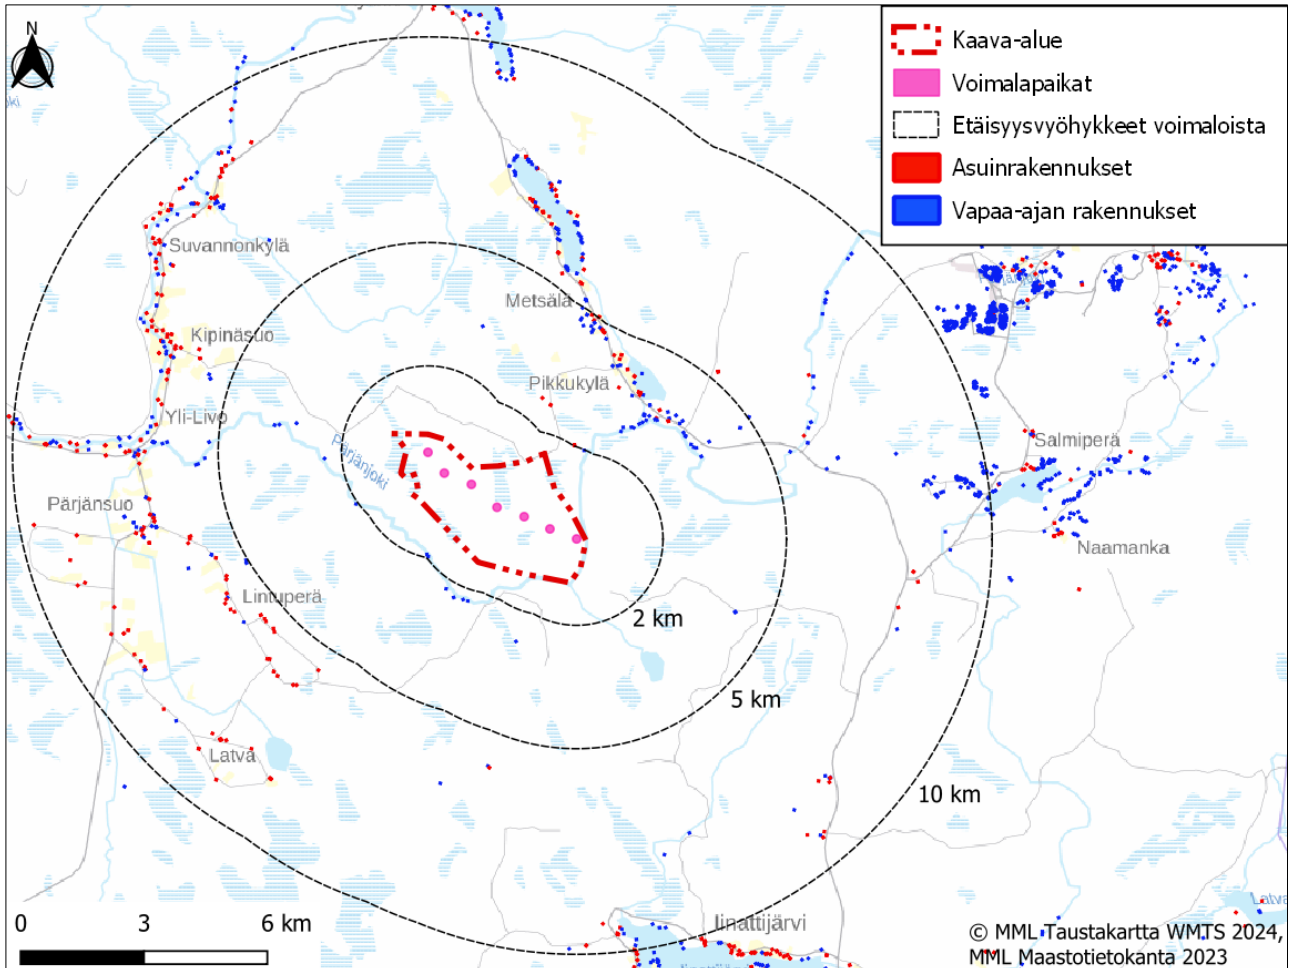 N
Kaava-alue
Voimalapaikat
Etäisyysvyöhykkeet voimaloista
Asuinrakennukset
Vapaa-ajan rakennukset
Suvannonkylä
Metsälä
Kipinäsuo
Pikkukylä
Yli-Livo
Pärjänjoki
Salmiperä
Pärjänsuo
Naamanka
Lintuperä
2 km
5 km
Latva
10 km
0 3 6 km
Iinattijärvi
© MML Taustakartta WMTS 2024,
MML Maastotietokanta 2023